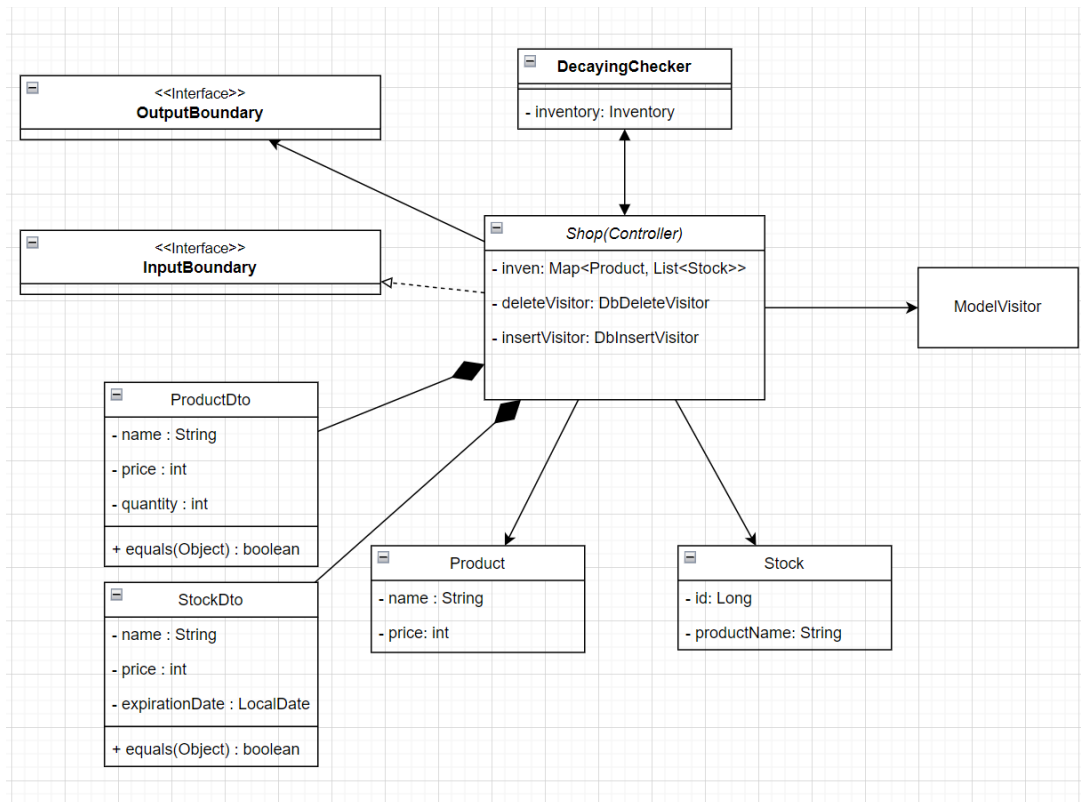 <<Interface>>
OutputBoundary
DecayingChecker
- inventory: Inventory
<<Interface>>
InputBoundary
Shop(Controller)
- inven: Map<Product, List<Stock>>
- deleteVisitor: DbDeleteVisitor
- insertVisitor: DbInsertVisitor
ModelVisitor
ProductDto
- name : String
- price : int
- quantity : int
+ equals(Object) : boolean
StockDto
- name : String
- price : int
- expirationDate : LocalDate
+ equals(Object) : boolean
Product
- name : String
- price: int
Stock
- id: Long
- productName: String